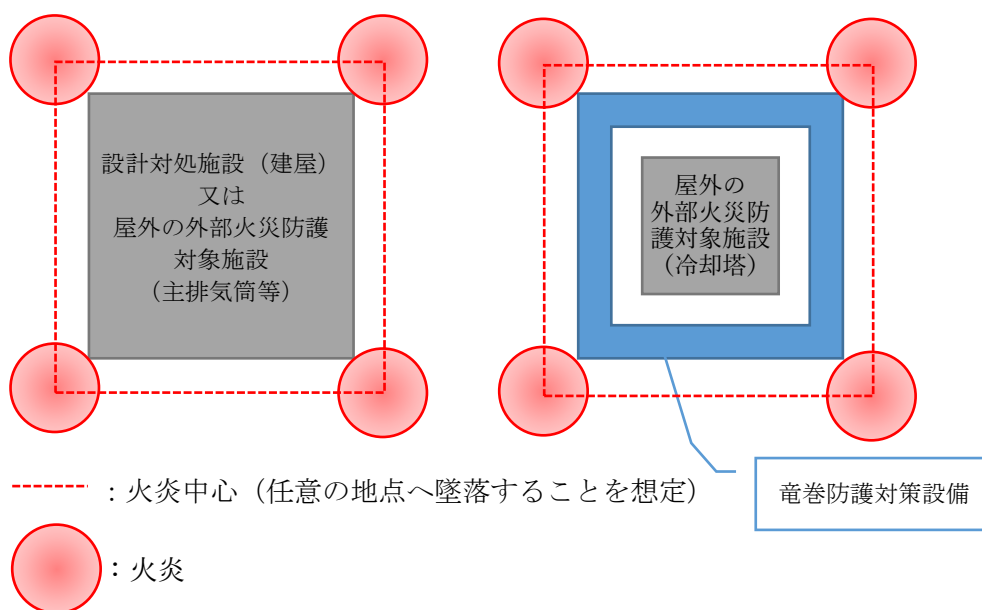 設計対処施設（建屋）
又は
屋外の外部火災防護
対象施設
（主排気筒等）
屋外の
外部火災防
護対象施設
（冷却塔）
：火炎中心（任意の地点へ墜落することを想定）
竜巻防護対策設備
：火炎